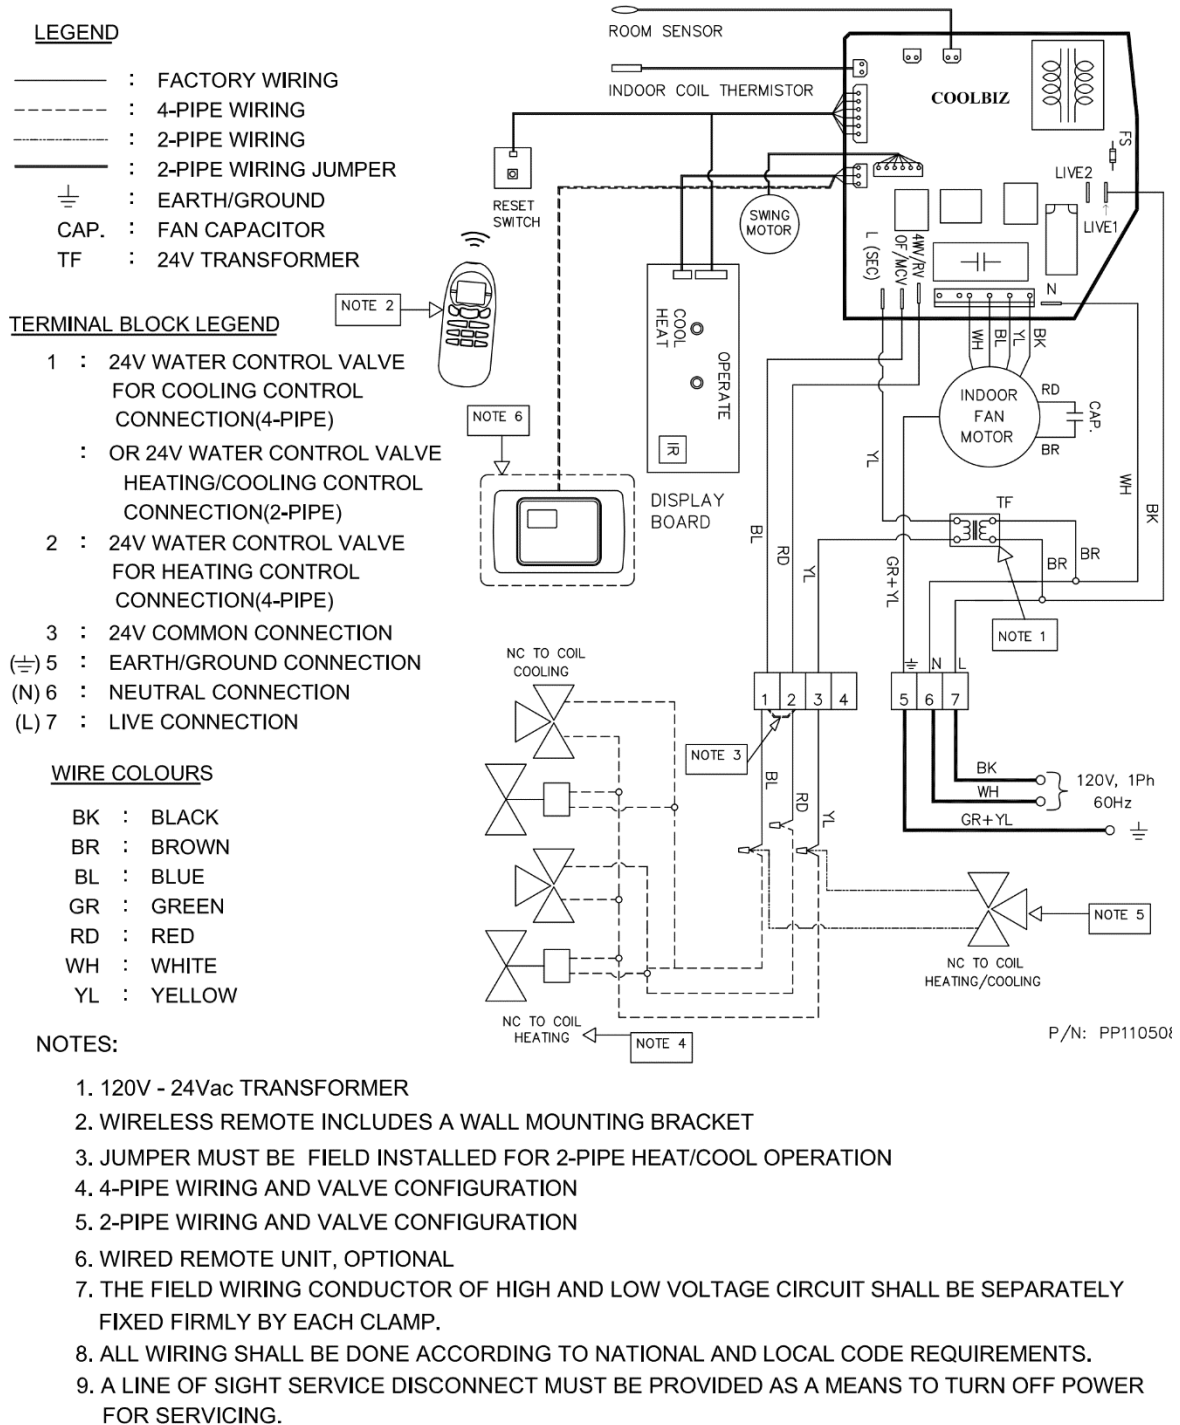 LEGEND
: FACTORY WIRING
: 4-PIPE WIRING
: 2-PIPE WIRING
: 2-PIPE WIRING JUMPER
: EARTH/GROUND
CAP. : FAN CAPACITOR
TF : 24V TRANSFORMER
TERMINAL BLOCK LEGEND
1 : 24V WATER CONTROL VALVE
FOR COOLING CONTROL
CONNECTION(4-PIPE)
: OR 24V WATER CONTROL VALVE
HEATING/COOLING CONTROL
CONNECTION(2-PIPE)
2 : 24V WATER CONTROL VALVE
FOR HEATING CONTROL
CONNECTION(4-PIPE)
3 : 24V COMMON CONNECTION
(⏚) 5 : EARTH/GROUND CONNECTION
(N) 6 : NEUTRAL CONNECTION
(L) 7 : LIVE CONNECTION
WIRE COLOURS
BK : BLACK
BR : BROWN
BL : BLUE
GR : GREEN
RD : RED
WH : WHITE
YL : YELLOW
ROOM SENSOR
INDOOR COIL THERMISTOR
COOLBIZ
FS
LIVE2
LIVE1
RESET
SWITCH
SWING
MOTOR
L (SEC)
OF/MCV
4WV/RV
N
NOTE 2
COOL
HEAT
OPERATE
IR
DISPLAY
BOARD
NOTE 6
WH
BL
YL
BK
INDOOR
FAN
MOTOR
RD
BR
CAP.
YL
WH
BK
TF
BL
RD
YL
GR+YL
BR
BR
NOTE 1
N
L
1
2
3
4
5
6
7
NOTE 3
BL
RD
YL
BK
WH
GR+YL
120V, 1Ph
60Hz
NC TO COIL
COOLING
NC TO COIL
HEATING
NOTE 4
NOTE 5
NC TO COIL
HEATING/COOLING
P/N: PP11050
NOTES:
1. 120V - 24Vac TRANSFORMER
2. WIRELESS REMOTE INCLUDES A WALL MOUNTING BRACKET
3. JUMPER MUST BE FIELD INSTALLED FOR 2-PIPE HEAT/COOL OPERATION
4. 4-PIPE WIRING AND VALVE CONFIGURATION
5. 2-PIPE WIRING AND VALVE CONFIGURATION
6. WIRED REMOTE UNIT, OPTIONAL
7. THE FIELD WIRING CONDUCTOR OF HIGH AND LOW VOLTAGE CIRCUIT SHALL BE SEPARATELY
FIXED FIRMLY BY EACH CLAMP.
8. ALL WIRING SHALL BE DONE ACCORDING TO NATIONAL AND LOCAL CODE REQUIREMENTS.
9. A LINE OF SIGHT SERVICE DISCONNECT MUST BE PROVIDED AS A MEANS TO TURN OFF POWER
FOR SERVICING.